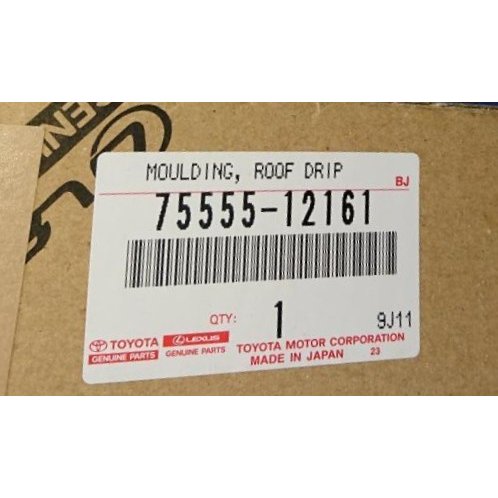 MOULDING, ROOF DRIP
BJ
75555-12161
QTY: 1
9J11
TOYOTA
GENUINE PARTS
LEXUS
GENUINE PARTS
TOYOTA MOTOR CORPORATION
MADE IN JAPAN 23